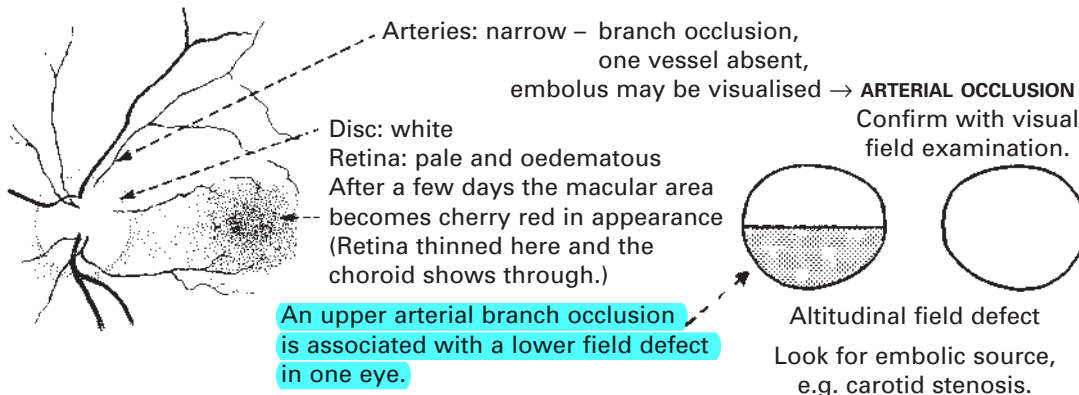 Arteries: narrow – branch occlusion,
one vessel absent,
embolus may be visualised → ARTERIAL OCCLUSION
Confirm with visual
field examination.
Disc: white
Retina: pale and oedematous
After a few days the macular area
becomes cherry red in appearance
(Retina thinned here and the
choroid shows through.)
An upper arterial branch occlusion
is associated with a lower field defect
in one eye.
Altitudinal field defect
Look for embolic source,
e.g. carotid stenosis.